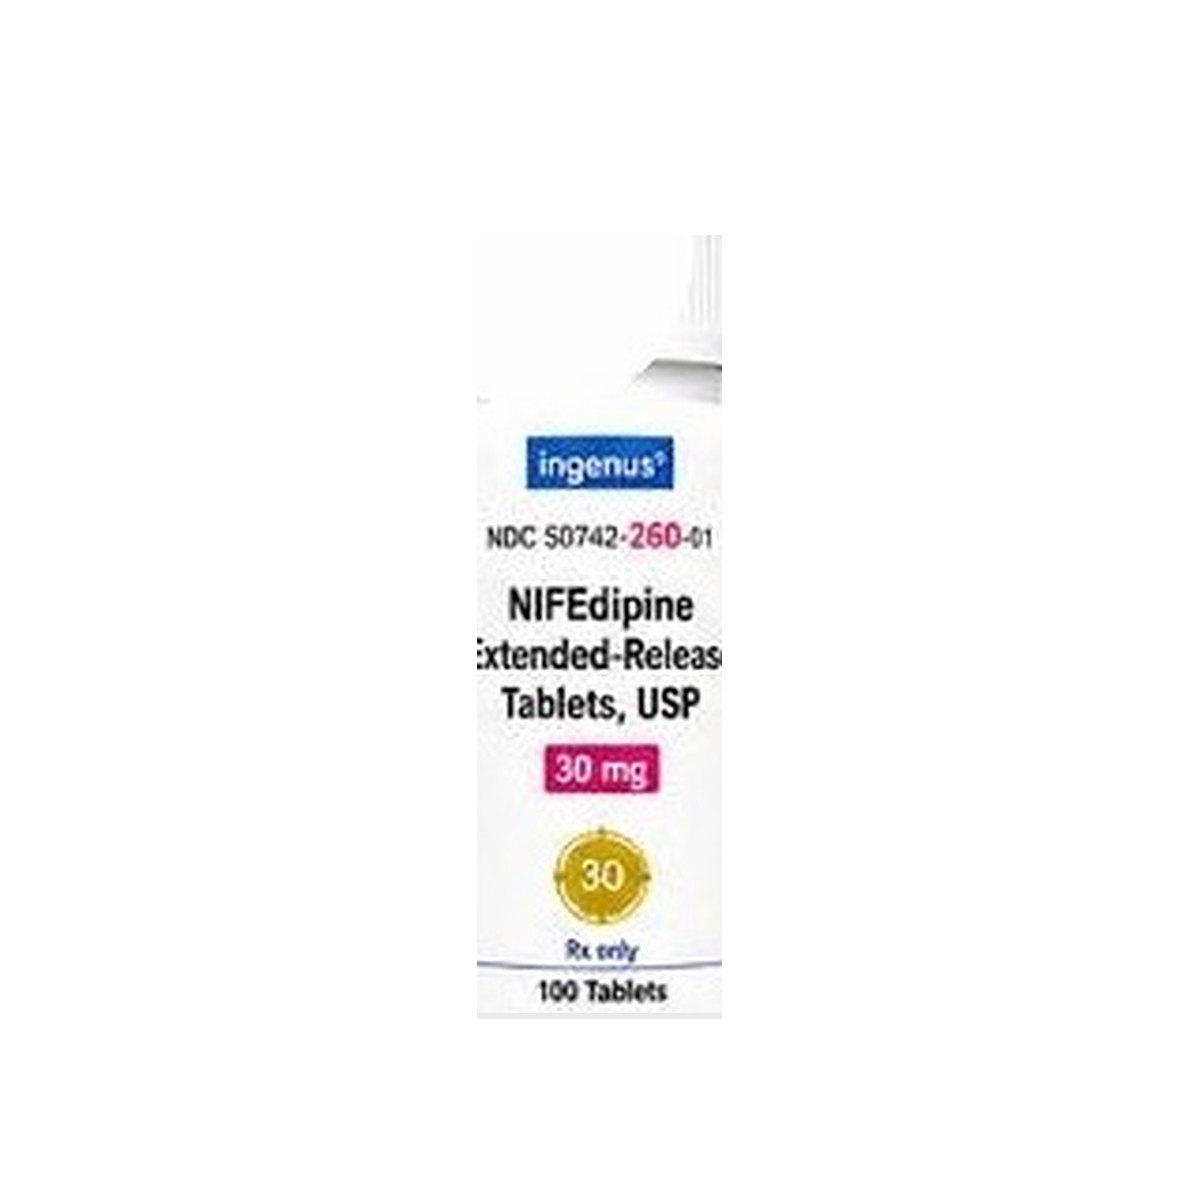 ingenus®
NDC 50742-260-01
NIFEdipine
Extended-Release
Tablets, USP
30 mg
30
Rx only
100 Tablets